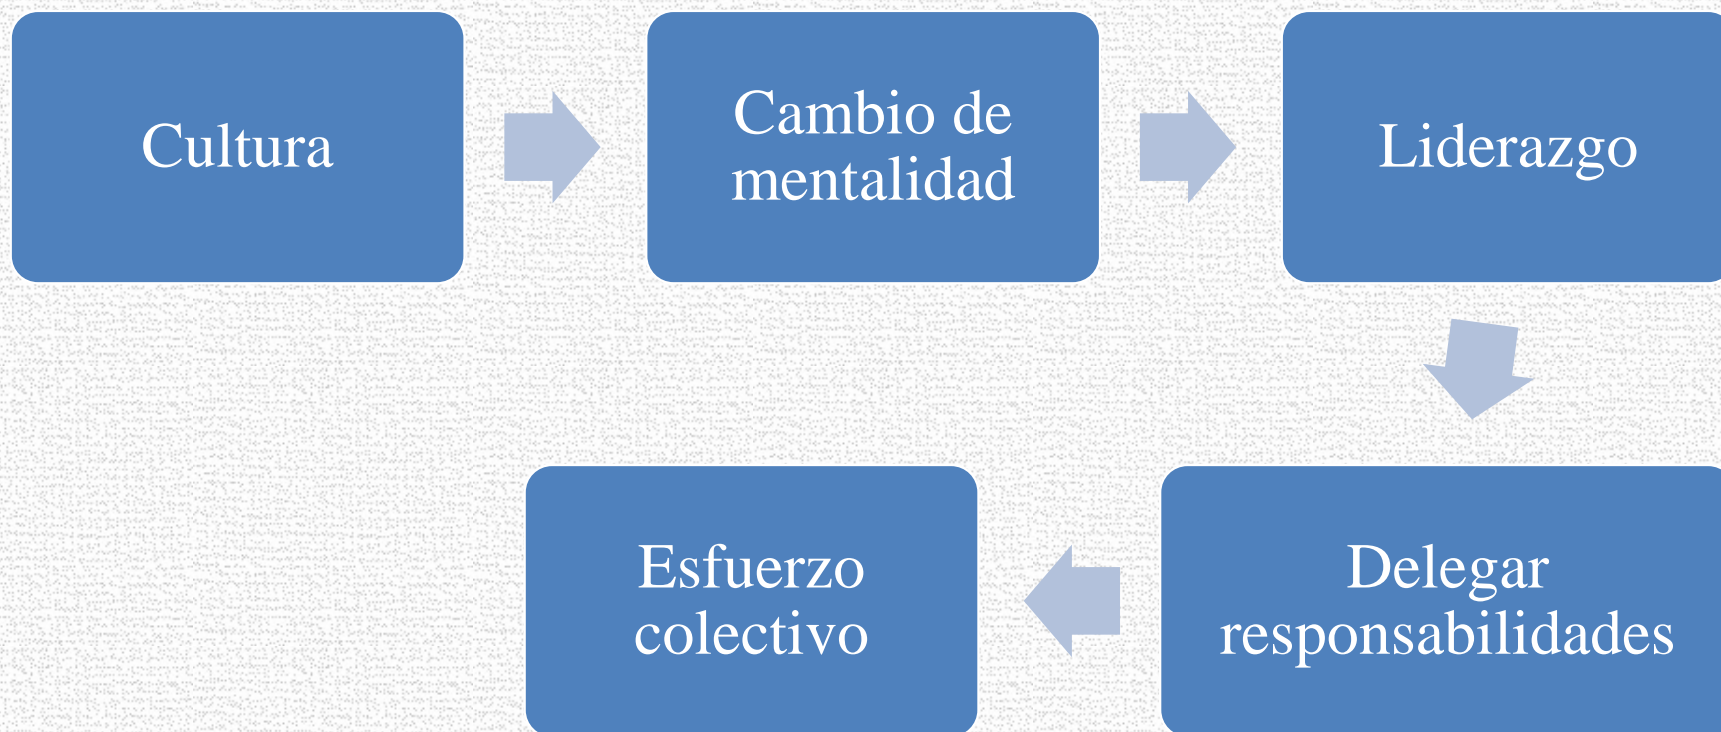 Cultura
Cambio de
mentalidad
Liderazgo
Delegar
responsabilidades
Esfuerzo
colectivo